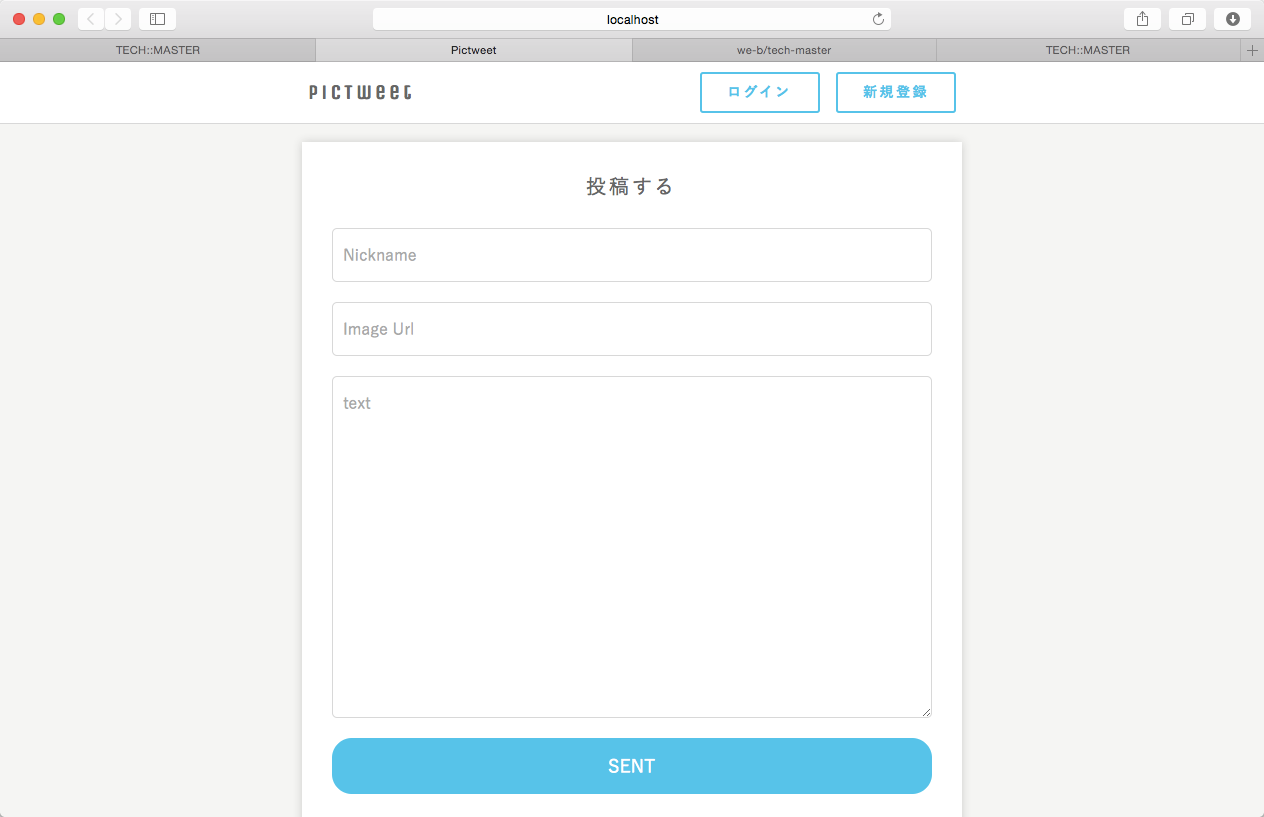 localhost
TECH::MASTER
Pictweet
we-b/tech-master
TECH::MASTER
PICTWEET
ログイン
新規登録
投稿する
Nickname
Image Url
text
SENT